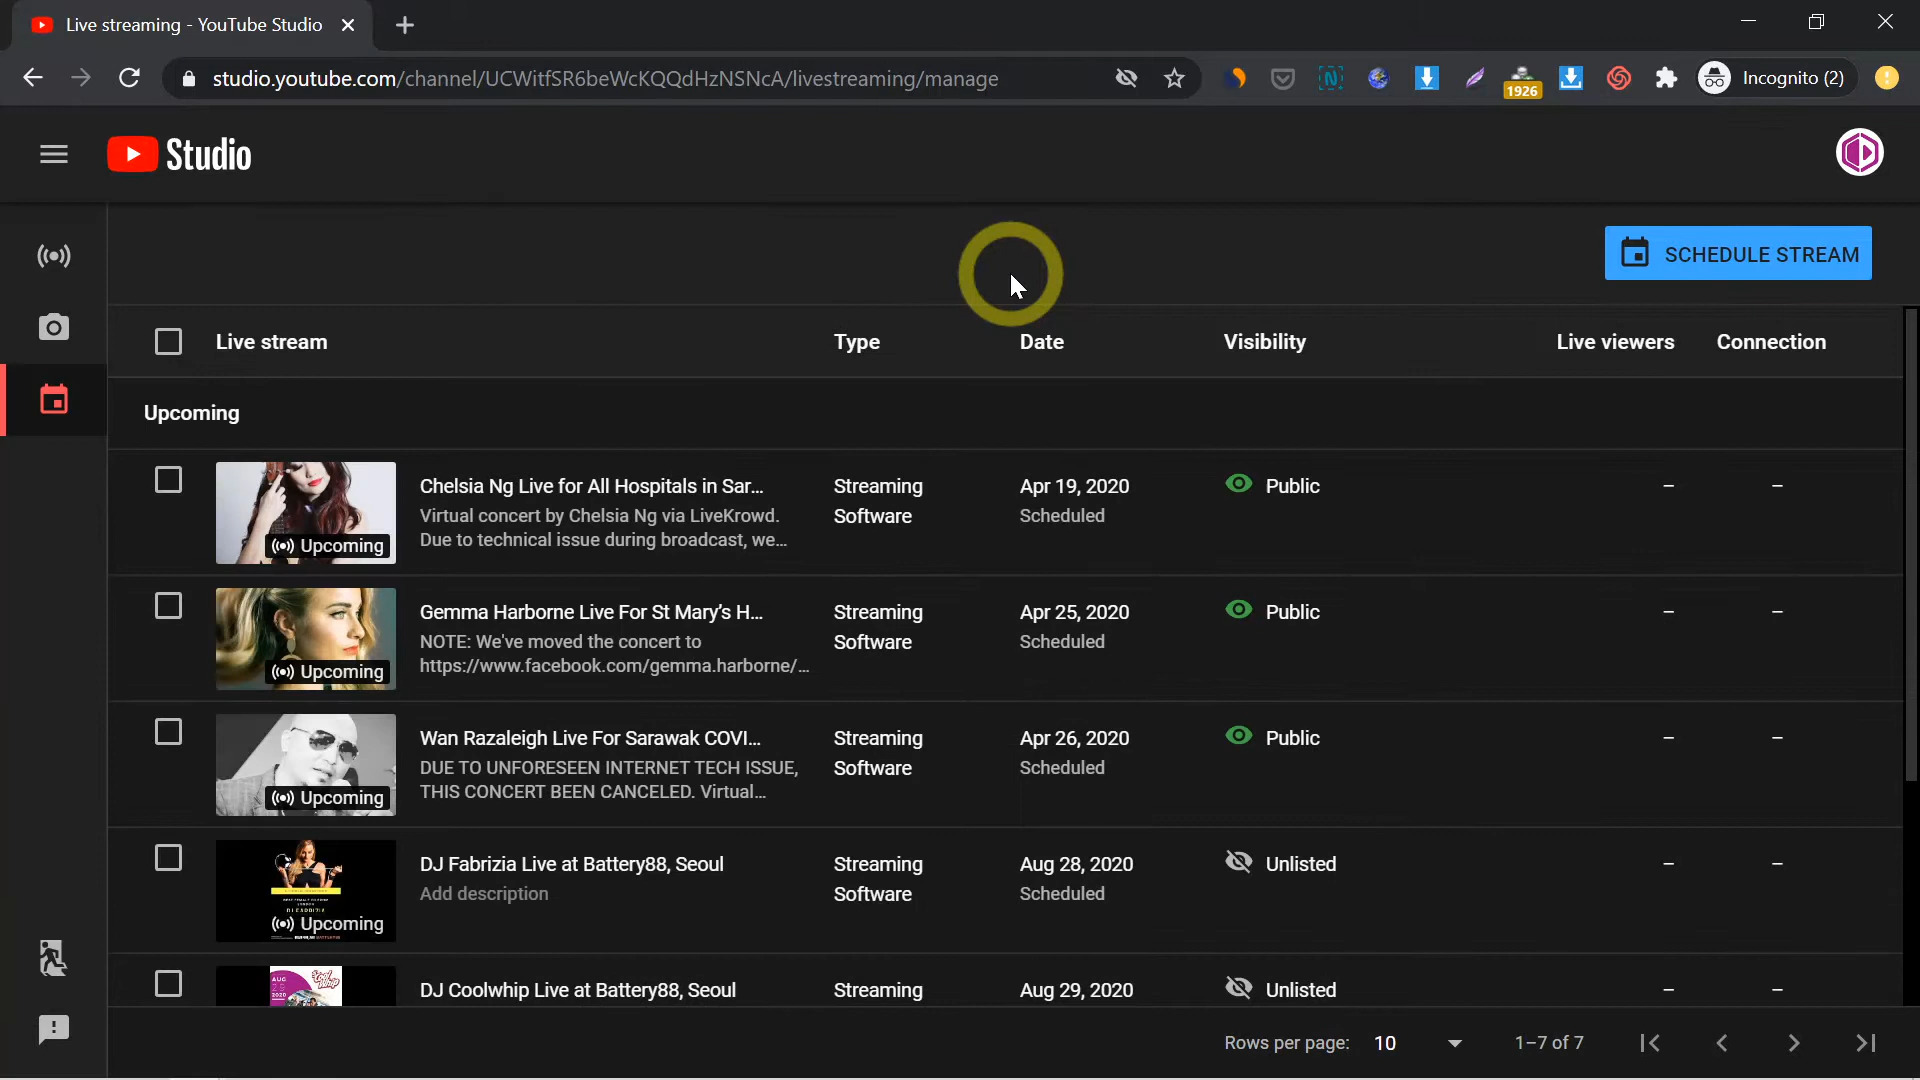 Live streaming - YouTube Studio
studio.youtube.com/channel/UCWitfSR6beWcKQQdHzNSNcA/livestreaming/manage
1926
Incognito (2)
Studio
SCHEDULE STREAM
Live stream Type Date Visibility Live viewers Connection
Upcoming
Chelsia Ng Live for All Hospitals in Sar... Streaming Apr 19, 2020 Public – –
Virtual concert by Chelsia Ng via LiveKrowd. Software Scheduled
Due to technical issue during broadcast, we...
Upcoming
Gemma Harborne Live For St Mary's H... Streaming Apr 25, 2020 Public – –
NOTE: We've moved the concert to Software Scheduled
https://www.facebook.com/gemma.harborne/...
Upcoming
Wan Razaleigh Live For Sarawak COVI... Streaming Apr 26, 2020 Public – –
DUE TO UNFORESEEN INTERNET TECH ISSUE, Software Scheduled
THIS CONCERT BEEN CANCELED. Virtual...
Upcoming
DJ Fabrizia Live at Battery88, Seoul Streaming Aug 28, 2020 Unlisted – –
Add description Software Scheduled
DJ FABRIZIA
Upcoming
AUG
2020
DJ Coolwhip Live at Battery88, Seoul Streaming Aug 29, 2020 Unlisted – –
Rows per page: 10 1–7 of 7